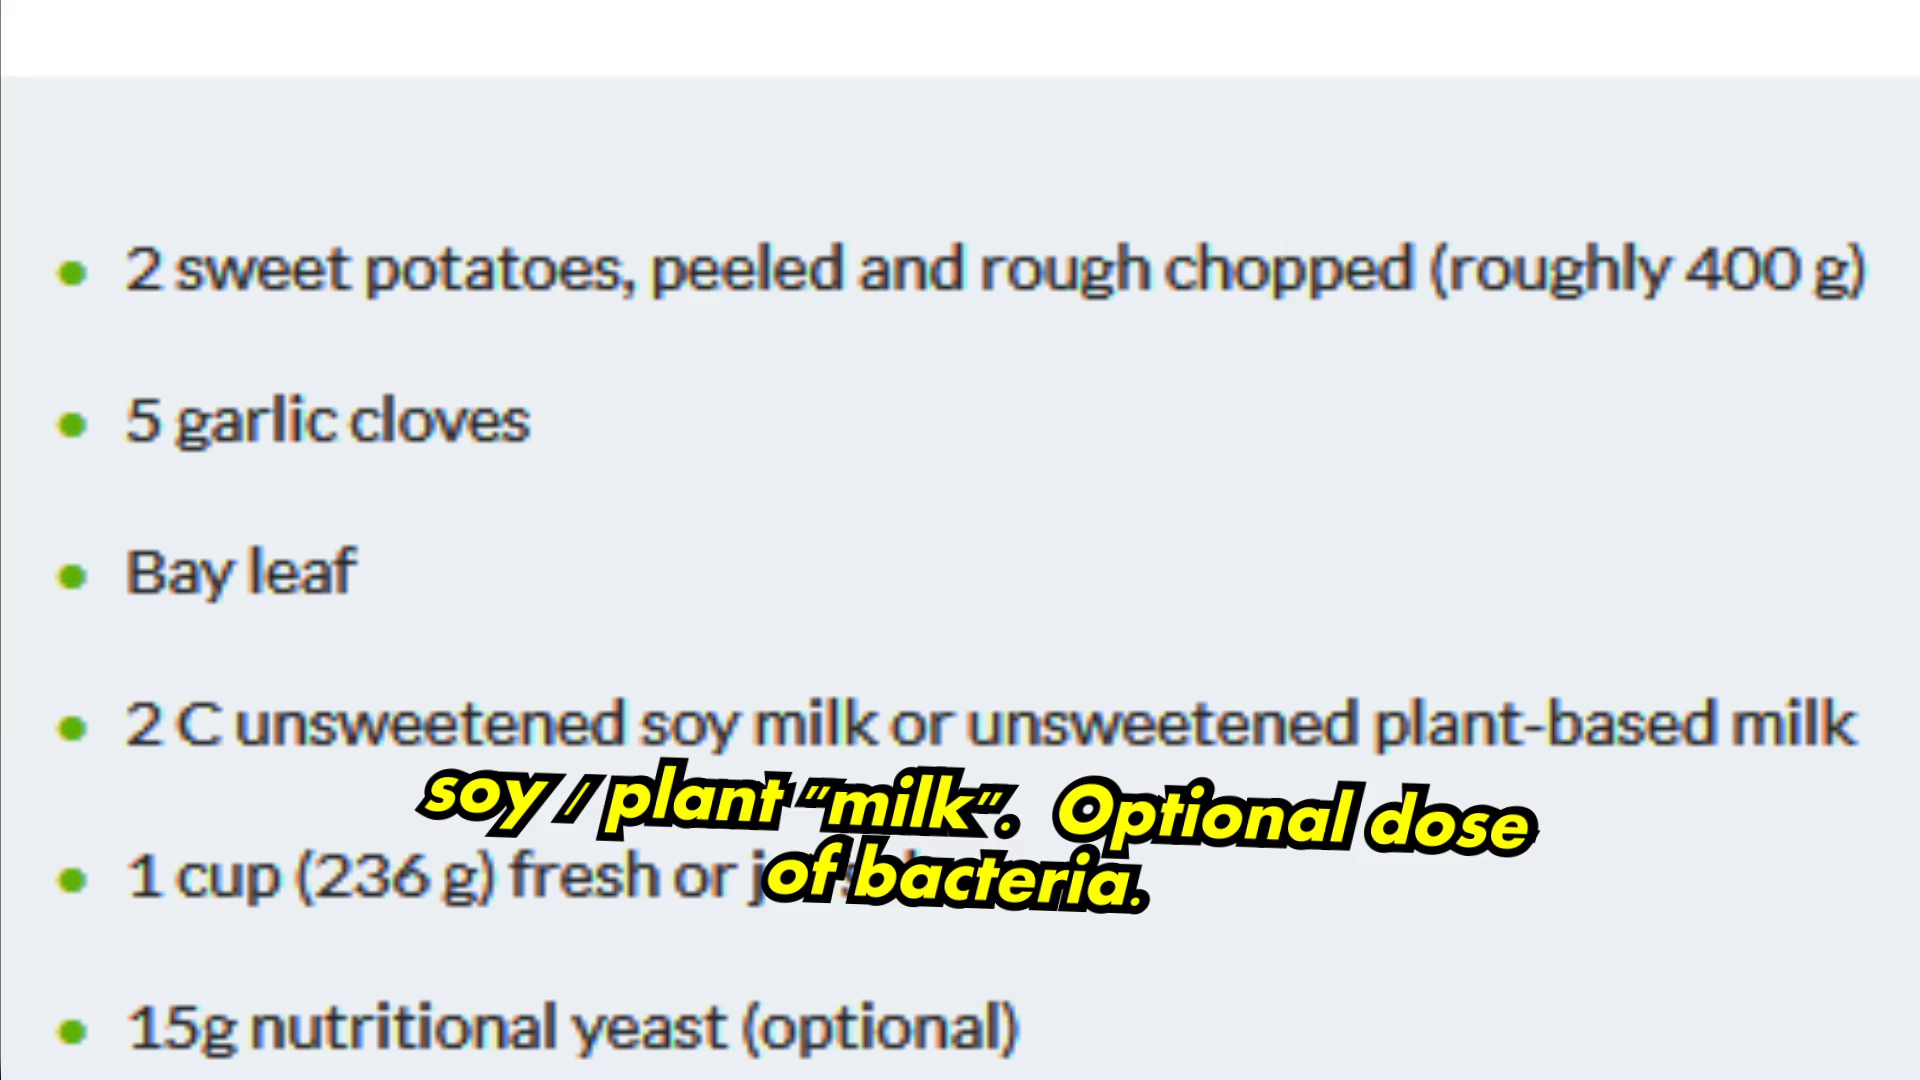 2 sweet potatoes, peeled and rough chopped (roughly 400 g)
5 garlic cloves
Bay leaf
2 C unsweetened soy milk or unsweetened plant-based milk
soy / plant "milk". Optional dose
of bacteria.
1 cup (236 g) fresh or
15g nutritional yeast (optional)